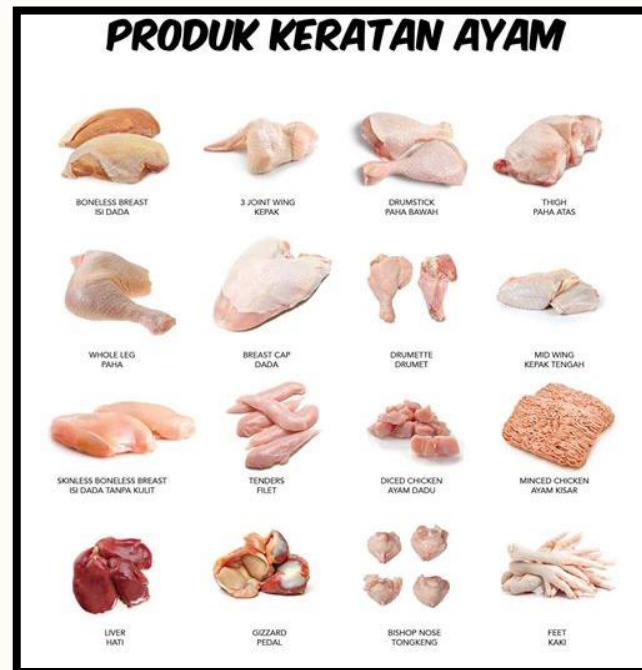 PRODUK KERATAN AYAM
BONELESS BREAST
ISI DADA
3 JOINT WING
KEPAK
DRUMSTICK
PAHA BAWAH
THIGH
PAHA ATAS
WHOLE LEG
PAHA
BREAST CAP
DADA
DRUMETTE
DRUMET
MID WING
KEPAK TENGAH
SKINLESS BONELESS BREAST
ISI DADA TANPA KULIT
TENDERS
FILET
DICED CHICKEN
AYAM DADU
MINCED CHICKEN
AYAM KISAR
LIVER
HATI
GIZZARD
PEDAL
BISHOP NOSE
TONGKENG
FEET
KAKI